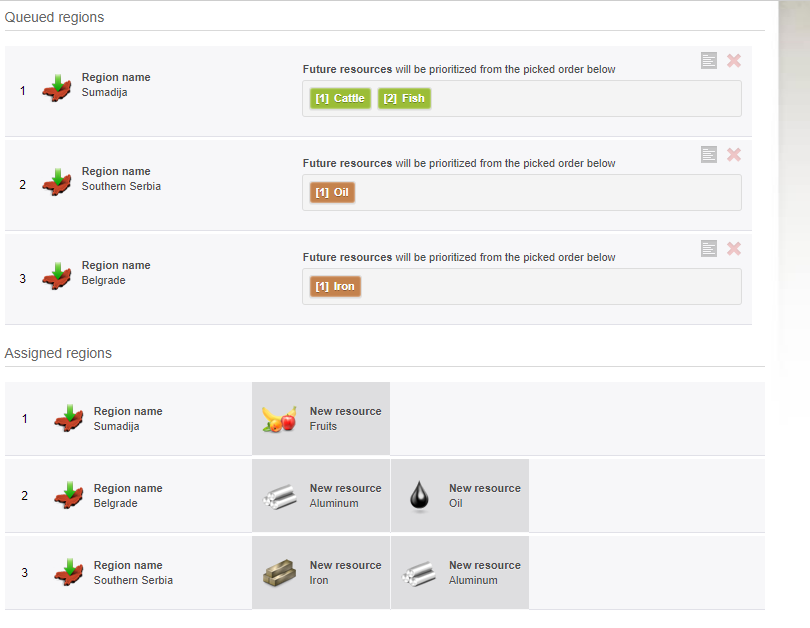 Queued regions
Future resources will be prioritized from the picked order below
1
Region name
Sumadija
[1] Cattle [2] Fish
Future resources will be prioritized from the picked order below
2
Region name
Southern Serbia
[1] Oil
Future resources will be prioritized from the picked order below
3
Region name
Belgrade
[1] Iron
Assigned regions
1
Region name
Sumadija
New resource
Fruits
2
Region name
Belgrade
New resource
Aluminum
New resource
Oil
3
Region name
Southern Serbia
New resource
Iron
New resource
Aluminum